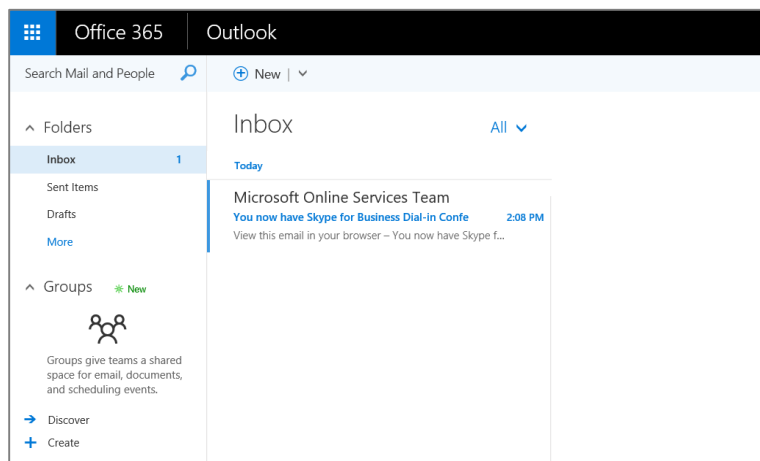 Office 365
Outlook
Search Mail and People
New
Folders
Inbox 1
Sent Items
Drafts
More
Groups
New
Groups give teams a shared
space for email, documents,
and scheduling events.
Discover
Create
Inbox
All
Today
Microsoft Online Services Team
You now have Skype for Business Dial-in Confe 2:08 PM
View this email in your browser – You now have Skype f...